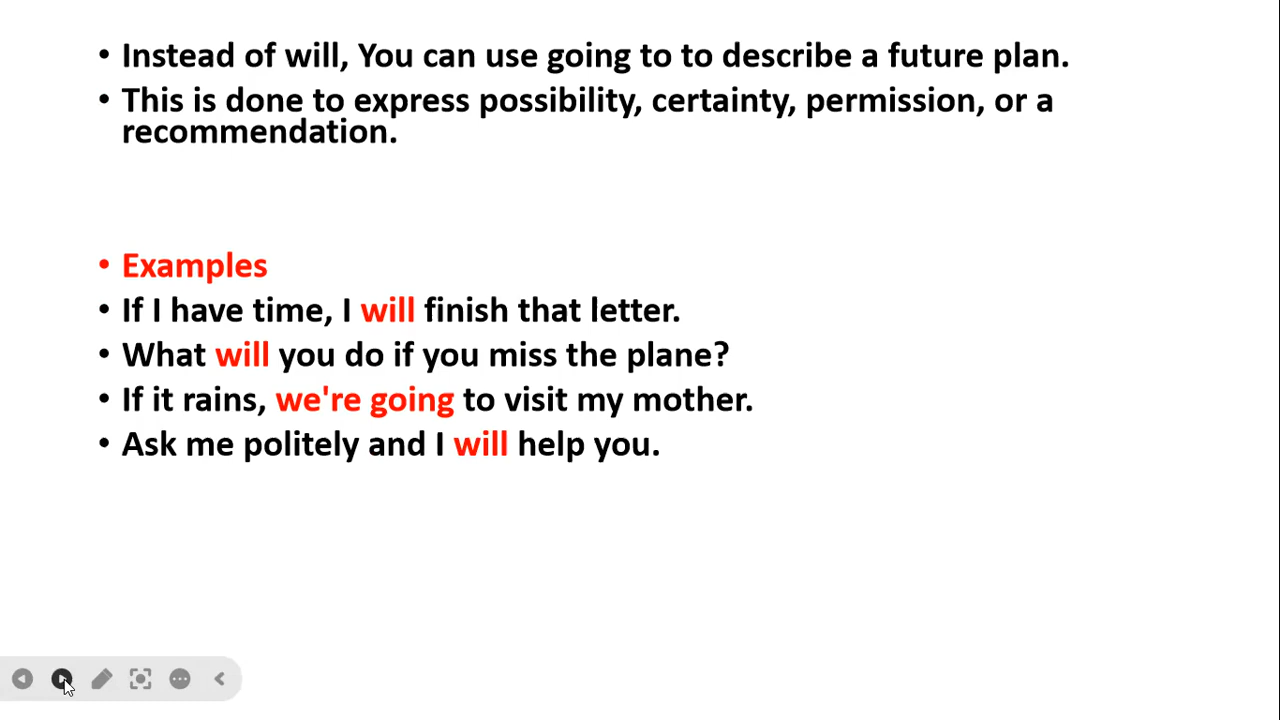 • Instead of will, You can use going to to describe a future plan.
• This is done to express possibility, certainty, permission, or a
recommendation.
• Examples
• If I have time, I will finish that letter.
• What will you do if you miss the plane?
• If it rains, we're going to visit my mother.
• Ask me politely and I will help you.